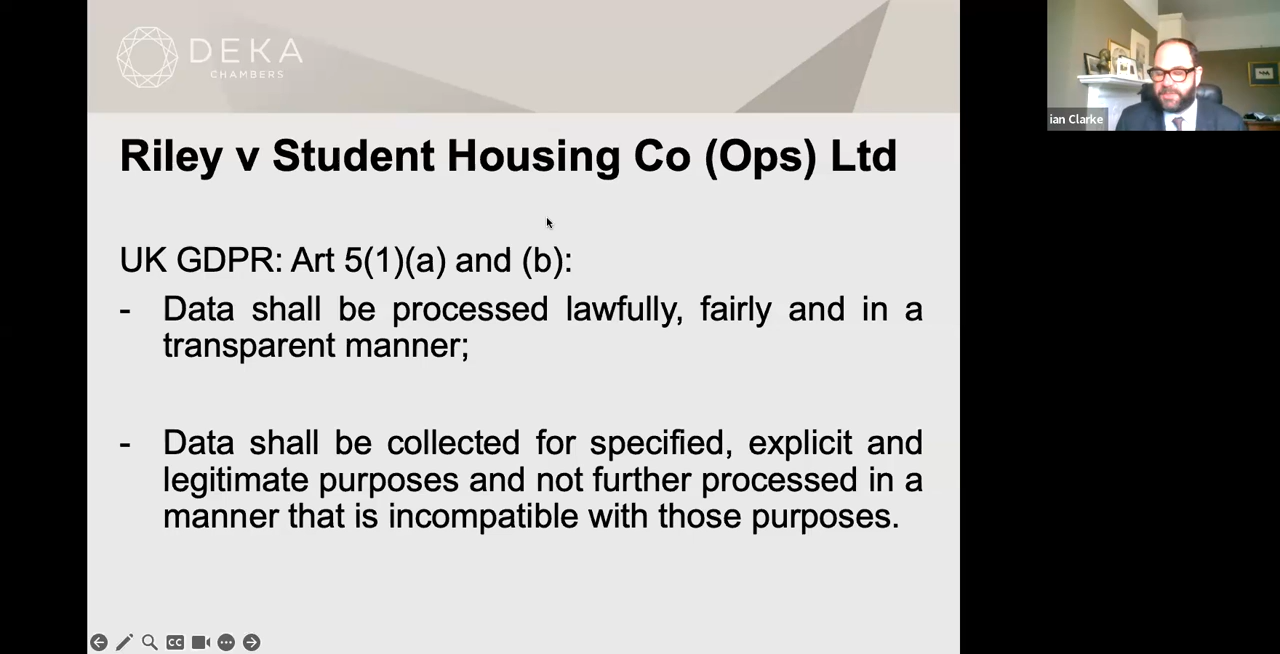 DEKA
CHAMBERS
ian Clarke
Riley v Student Housing Co (Ops) Ltd
UK GDPR: Art 5(1)(a) and (b):
- Data shall be processed lawfully, fairly and in a
transparent manner;
- Data shall be collected for specified, explicit and
legitimate purposes and not further processed in a
manner that is incompatible with those purposes.
CC